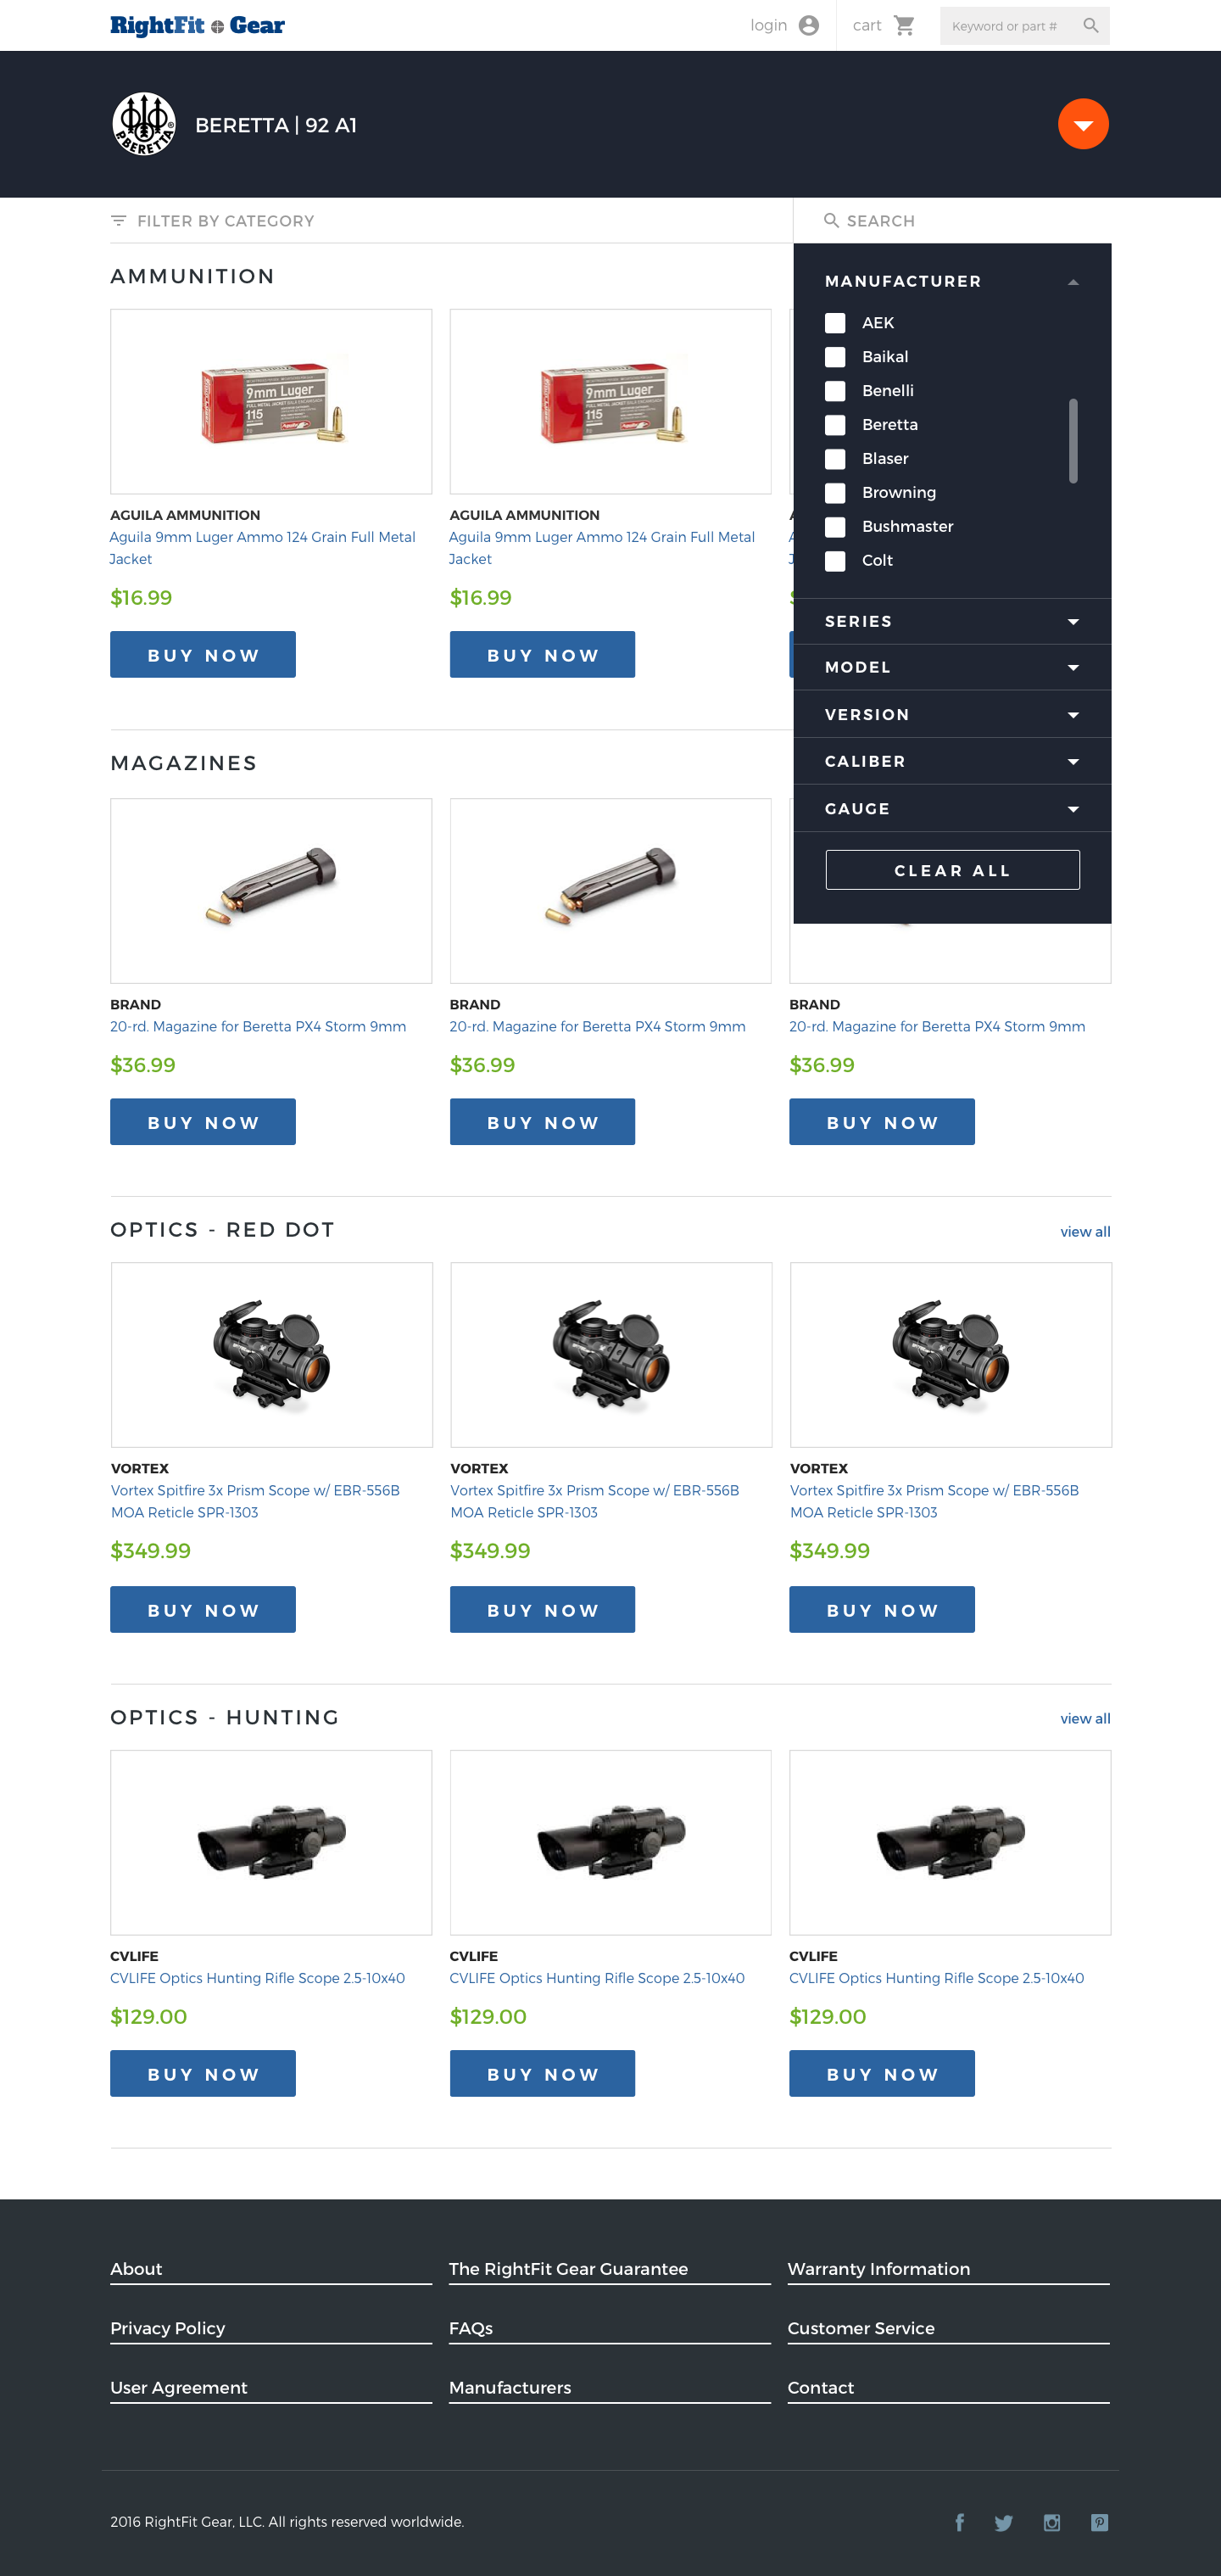 RightFit Gear
login
cart
Keyword or part #
P.BERETTA
BERETTA | 92 A1
FILTER BY CATEGORY
SEARCH
AMMUNITION
MANUFACTURER
AEK
Baikal
Benelli
Beretta
Blaser
Browning
Bushmaster
Colt
SERIES
MODEL
VERSION
CALIBER
GAUGE
CLEAR ALL
9mm Luger
115
9mm Luger
115
AGUILA AMMUNITION
Aguila 9mm Luger Ammo 124 Grain Full Metal
Jacket
$16.99
BUY NOW
AGUILA AMMUNITION
Aguila 9mm Luger Ammo 124 Grain Full Metal
Jacket
$16.99
BUY NOW
MAGAZINES
BRAND
20-rd. Magazine for Beretta PX4 Storm 9mm
$36.99
BUY NOW
BRAND
20-rd. Magazine for Beretta PX4 Storm 9mm
$36.99
BUY NOW
BRAND
20-rd. Magazine for Beretta PX4 Storm 9mm
$36.99
BUY NOW
OPTICS - RED DOT
view all
VORTEX
Vortex Spitfire 3x Prism Scope w/ EBR-556B
MOA Reticle SPR-1303
$349.99
BUY NOW
VORTEX
Vortex Spitfire 3x Prism Scope w/ EBR-556B
MOA Reticle SPR-1303
$349.99
BUY NOW
VORTEX
Vortex Spitfire 3x Prism Scope w/ EBR-556B
MOA Reticle SPR-1303
$349.99
BUY NOW
OPTICS - HUNTING
view all
CVLIFE
CVLIFE Optics Hunting Rifle Scope 2.5-10x40
$129.00
BUY NOW
CVLIFE
CVLIFE Optics Hunting Rifle Scope 2.5-10x40
$129.00
BUY NOW
CVLIFE
CVLIFE Optics Hunting Rifle Scope 2.5-10x40
$129.00
BUY NOW
About
The RightFit Gear Guarantee
Warranty Information
Privacy Policy
FAQs
Customer Service
User Agreement
Manufacturers
Contact
2016 RightFit Gear, LLC. All rights reserved worldwide.